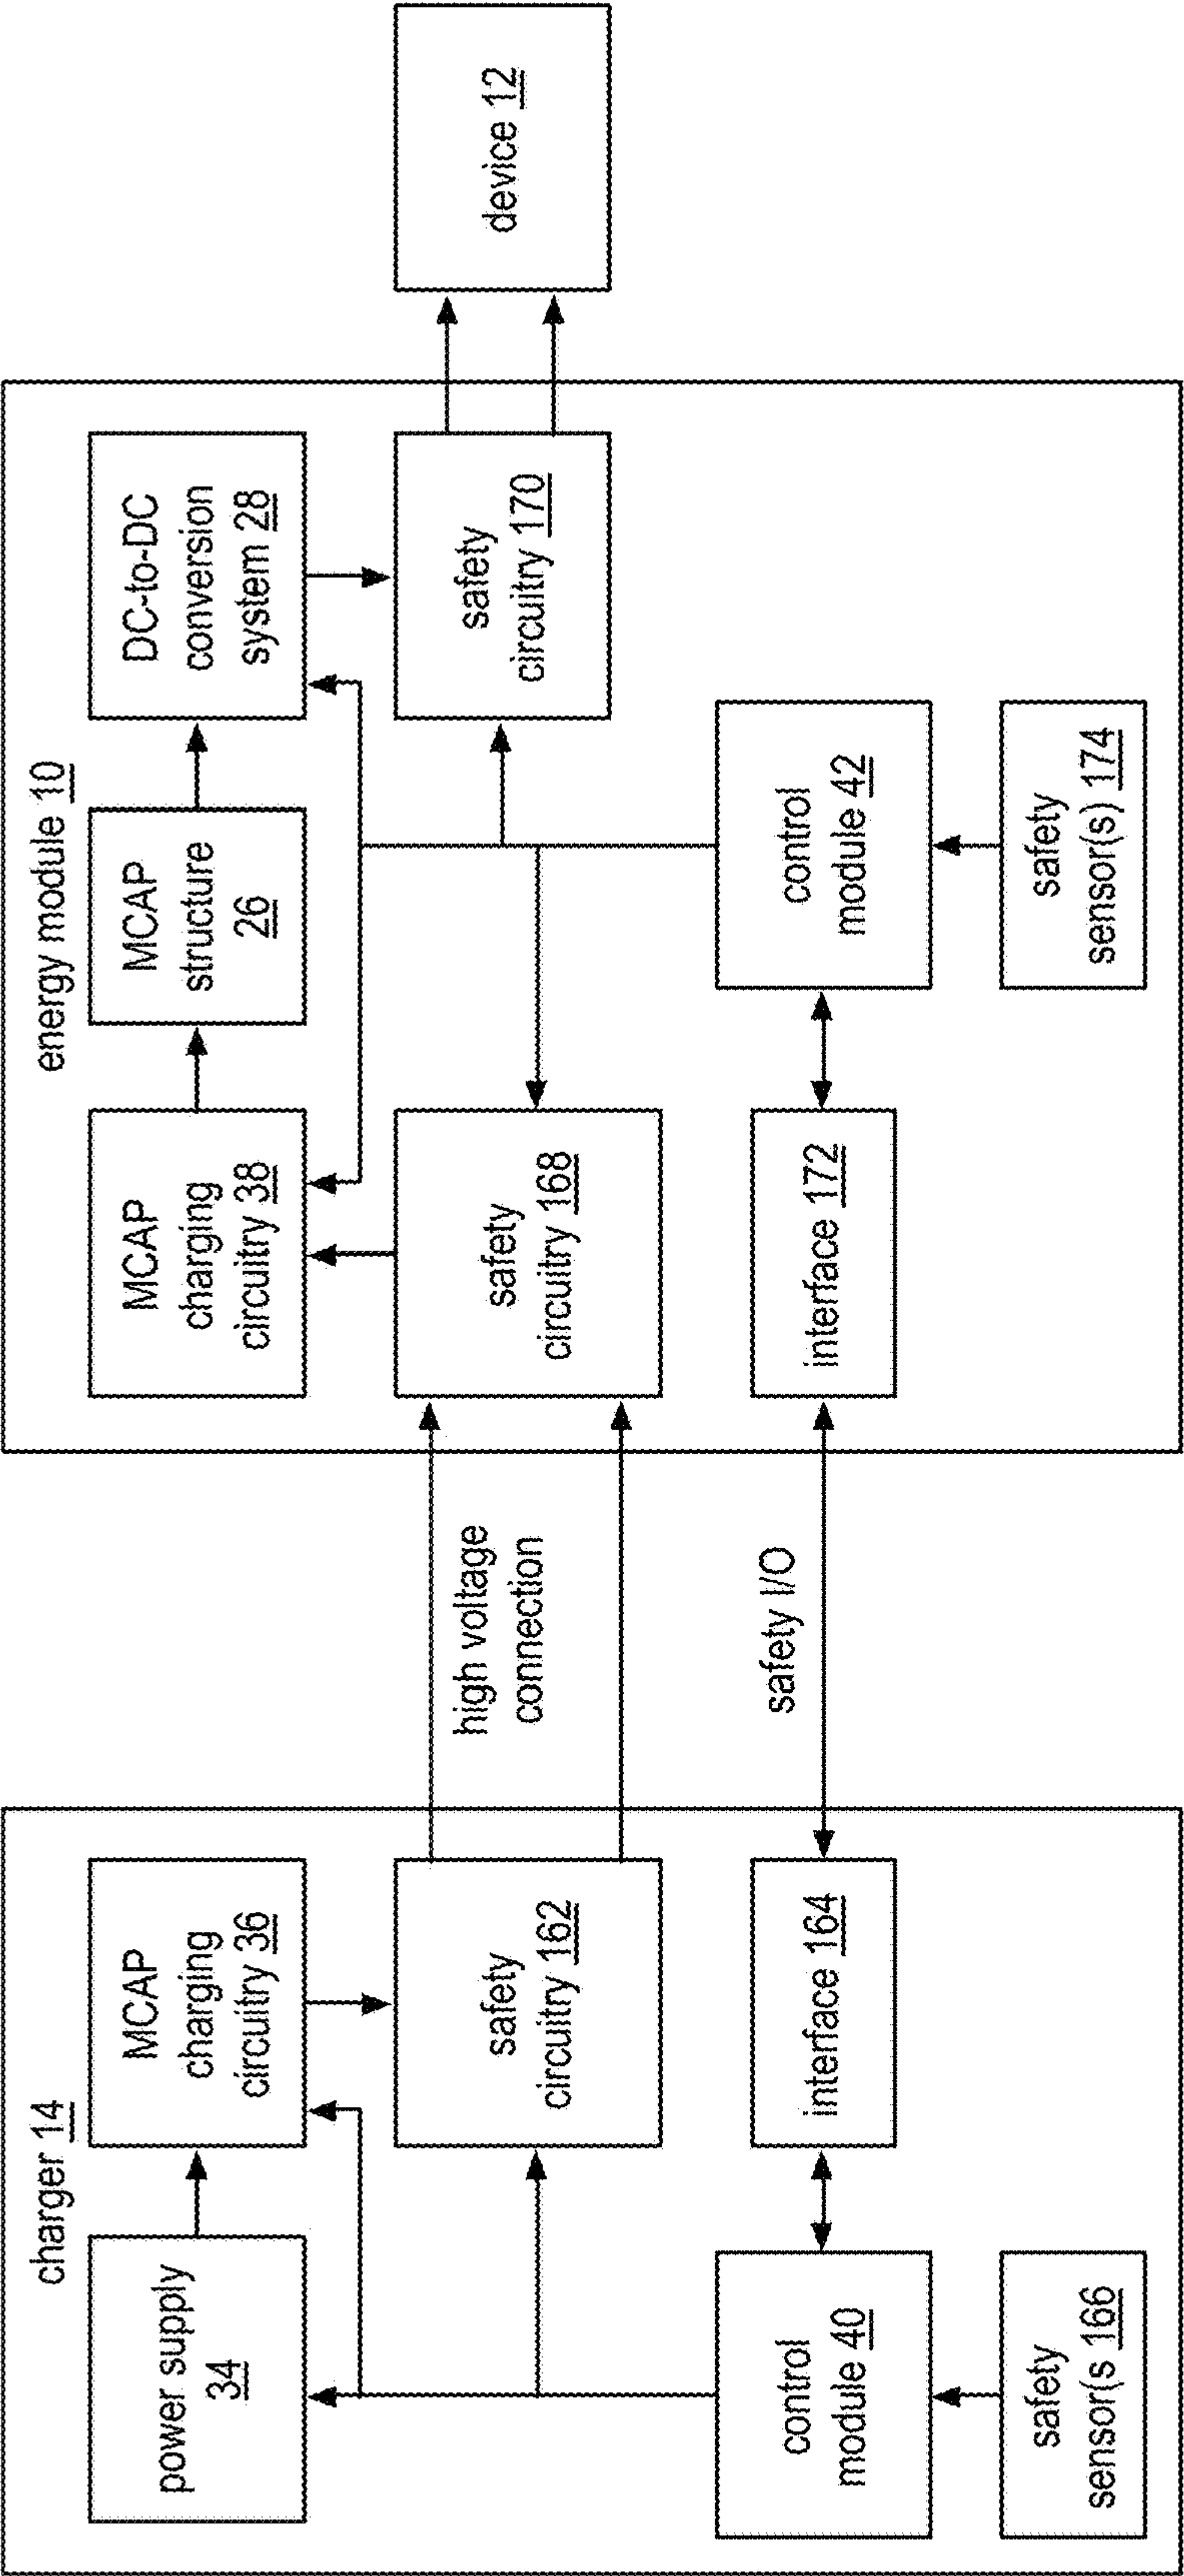 charger 14
power supply
34
MCAP
charging
circuitry 36
safety
circuitry 162
control
module 40
interface 164
safety
sensor(s 166
high voltage
connection
safety I/O
energy module 10
MCAP
charging
circuitry 38
MCAP
structure
26
DC-to-DC
conversion
system 28
safety
circuitry 168
safety
circuitry 170
interface 172
control
module 42
safety
sensor(s) 174
device 12